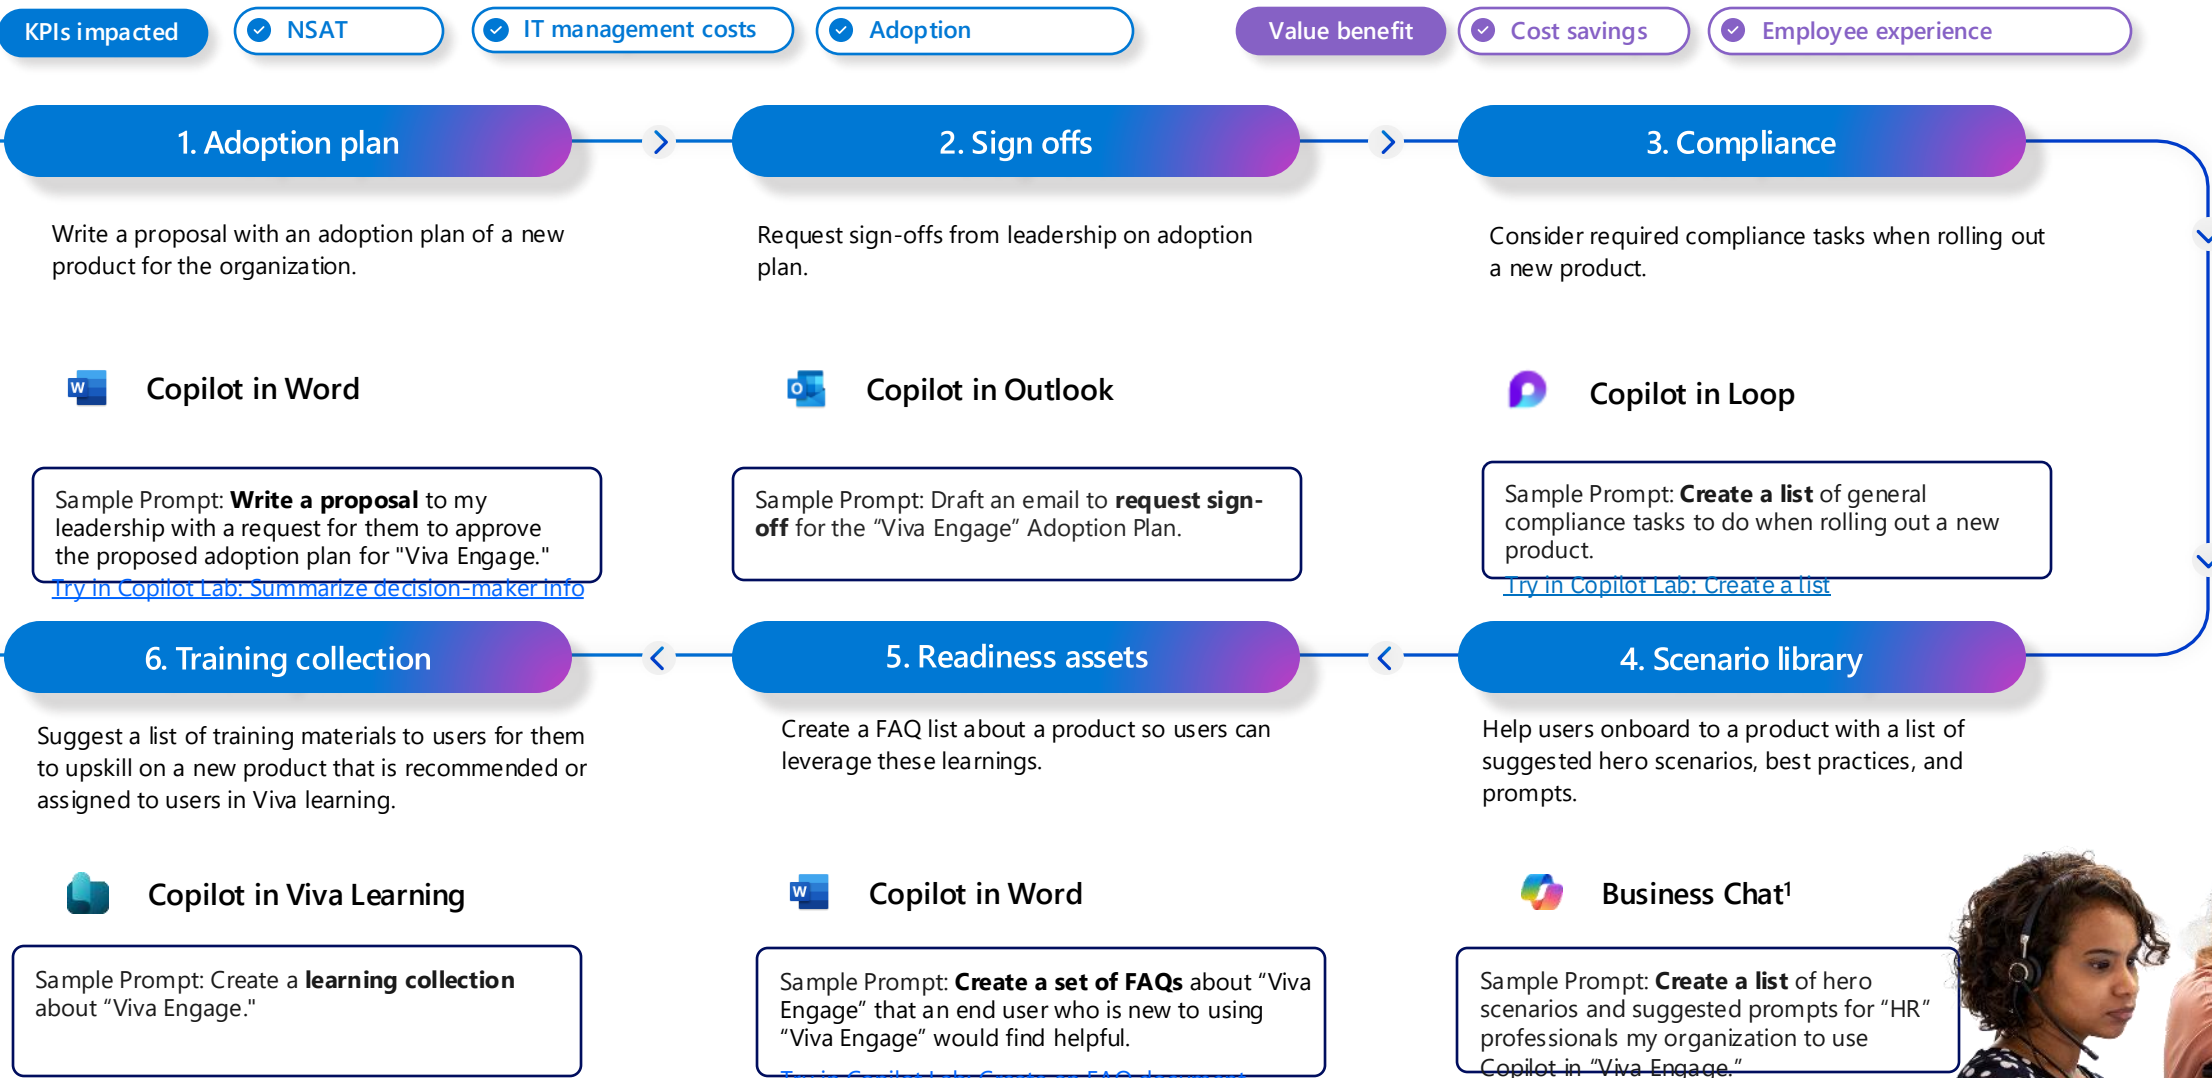 KPIs impacted
NSAT
IT management costs
Adoption
Value benefit
Cost savings
Employee experience
1. Adoption plan
Write a proposal with an adoption plan of a new
product for the organization.
Copilot in Word
Sample Prompt: Write a proposal to my
leadership with a request for them to approve
the proposed adoption plan for "Viva Engage."
Try in Copilot Lab: Summarize decision-maker info
2. Sign offs
Request sign-offs from leadership on adoption
plan.
Copilot in Outlook
Sample Prompt: Draft an email to request sign-
off for the “Viva Engage” Adoption Plan.
3. Compliance
Consider required compliance tasks when rolling out
a new product.
Copilot in Loop
Sample Prompt: Create a list of general
compliance tasks to do when rolling out a new
product.
Try in Copilot Lab: Create a list
4. Scenario library
Help users onboard to a product with a list of
suggested hero scenarios, best practices, and
prompts.
Business Chat¹
Sample Prompt: Create a list of hero
scenarios and suggested prompts for “HR”
professionals my organization to use
Copilot in “Viva Engage.”
5. Readiness assets
Create a FAQ list about a product so users can
leverage these learnings.
Copilot in Word
Sample Prompt: Create a set of FAQs about “Viva
Engage” that an end user who is new to using
“Viva Engage” would find helpful.
Try in Copilot Lab: Create an FAQ document
6. Training collection
Suggest a list of training materials to users for them
to upskill on a new product that is recommended or
assigned to users in Viva learning.
Copilot in Viva Learning
Sample Prompt: Create a learning collection
about “Viva Engage."